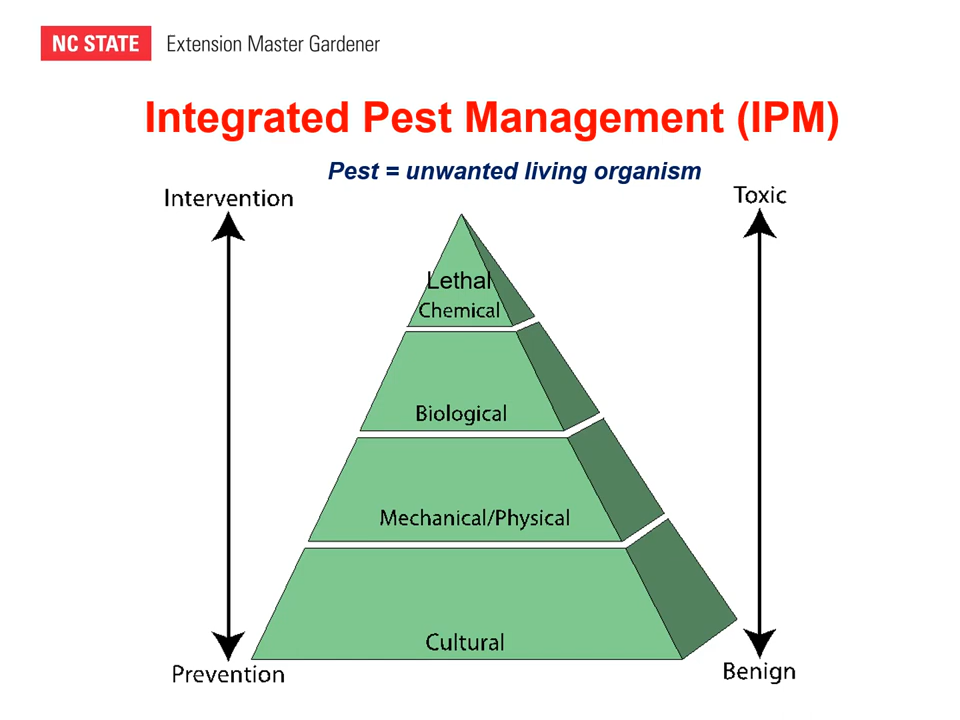 NC STATE Extension Master Gardener
Integrated Pest Management (IPM)
Pest = unwanted living organism
Intervention
Toxic
Lethal
Chemical
Biological
Mechanical/Physical
Cultural
Prevention
Benign